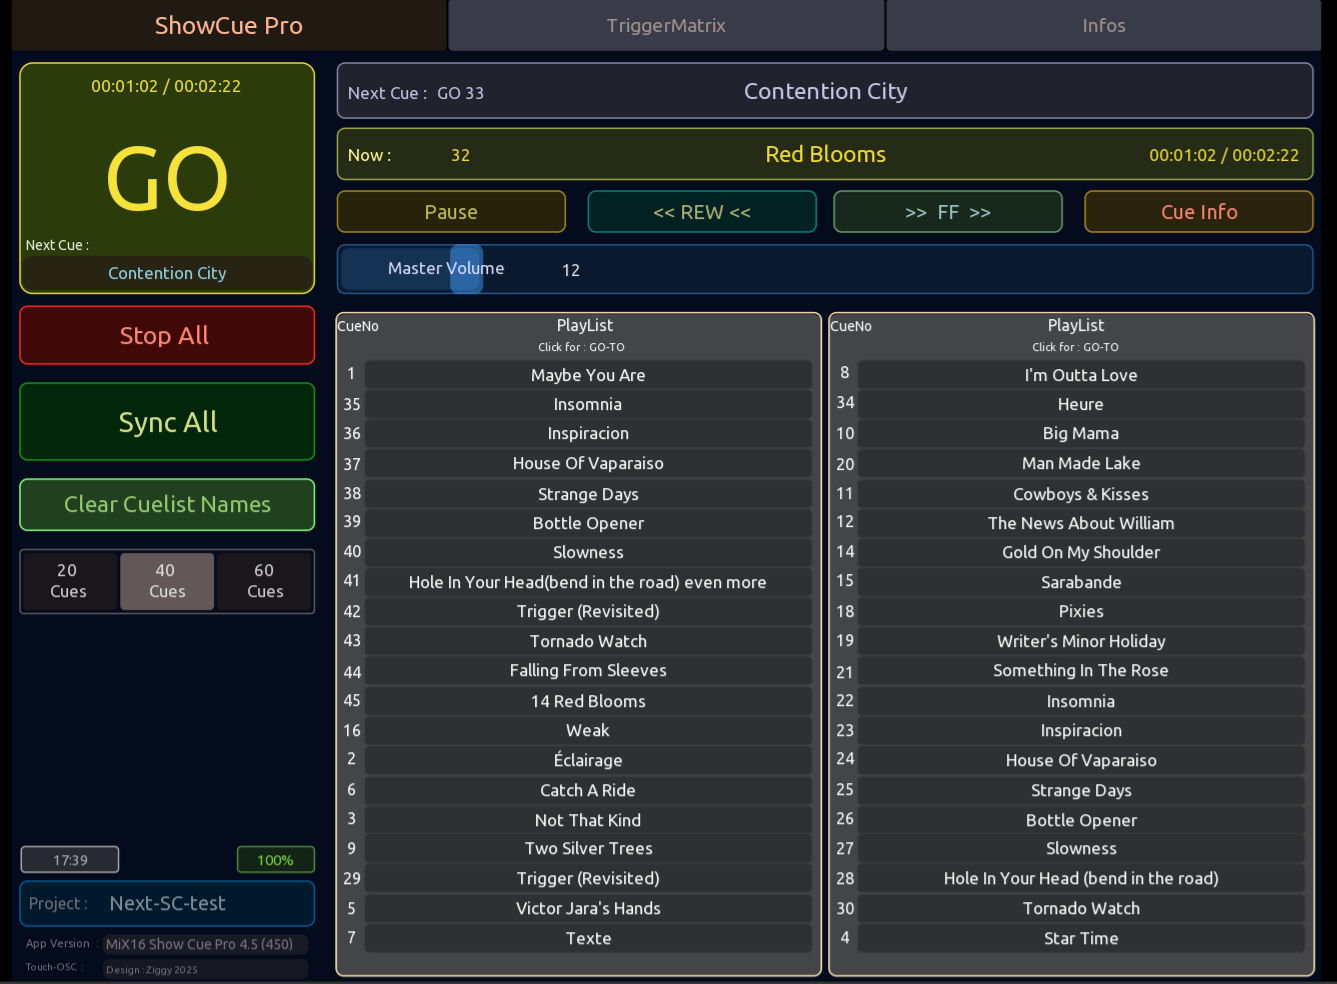 ShowCue Pro
TriggerMatrix
Infos
00:01:02 / 00:02:22
GO
Next Cue :
Contention City
Next Cue : GO 33 Contention City
Now : 32 Red Blooms 00:01:02 / 00:02:22
Pause
<< REW <<
>> FF >>
Cue Info
Master Volume 12
Stop All
Sync All
Clear Cuelist Names
20
Cues
40
Cues
60
Cues
17:39
100%
Project : Next-SC-test
App Version : MiX16 Show Cue Pro 4.5 (450)
Touch-OSC : Design : Ziggy 2025
CueNo PlayList
Click for : GO-TO
1 Maybe You Are
35 Insomnia
36 Inspiracion
37 House Of Vaparaiso
38 Strange Days
39 Bottle Opener
40 Slowness
41 Hole In Your Head(bend in the road) even more
42 Trigger (Revisited)
43 Tornado Watch
44 Falling From Sleeves
45 14 Red Blooms
16 Weak
2 Éclairage
6 Catch A Ride
3 Not That Kind
9 Two Silver Trees
29 Trigger (Revisited)
5 Victor Jara's Hands
7 Texte
CueNo PlayList
Click for : GO-TO
8 I'm Outta Love
34 Heure
10 Big Mama
20 Man Made Lake
11 Cowboys & Kisses
12 The News About William
14 Gold On My Shoulder
15 Sarabande
18 Pixies
19 Writer's Minor Holiday
21 Something In The Rose
22 Insomnia
23 Inspiracion
24 House Of Vaparaiso
25 Strange Days
26 Bottle Opener
27 Slowness
28 Hole In Your Head (bend in the road)
30 Tornado Watch
4 Star Time